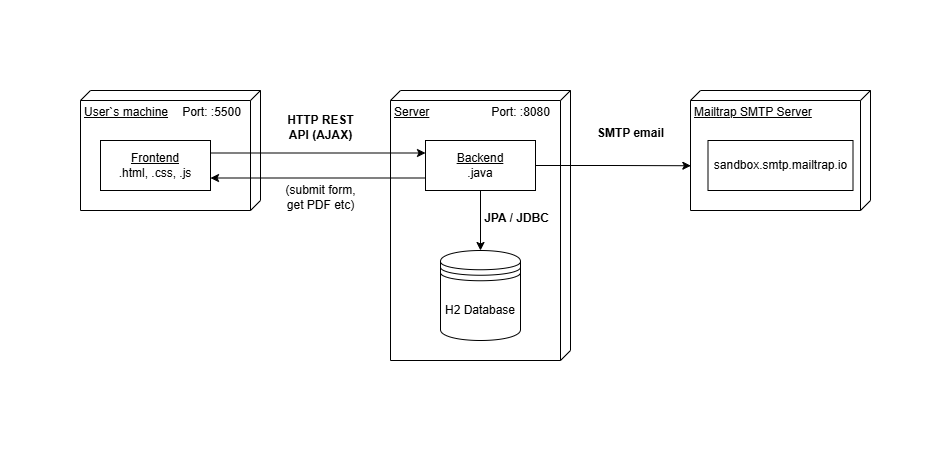 User`s machine Port: :5500
Frontend
.html, .css, .js
HTTP REST
API (AJAX)
(submit form,
get PDF etc)
Server Port: :8080
Backend
.java
JPA / JDBC
H2 Database
SMTP email
Mailtrap SMTP Server
sandbox.smtp.mailtrap.io